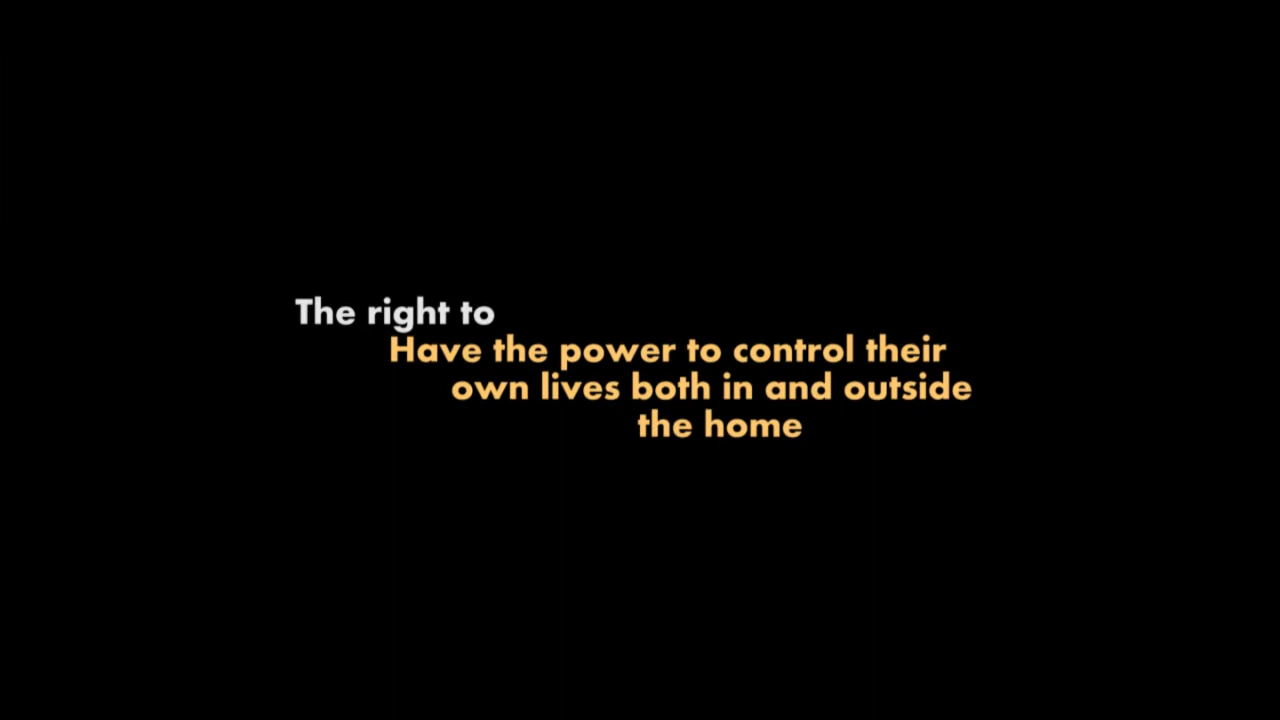 The right to
Have the power to control their
own lives both in and outside
the home